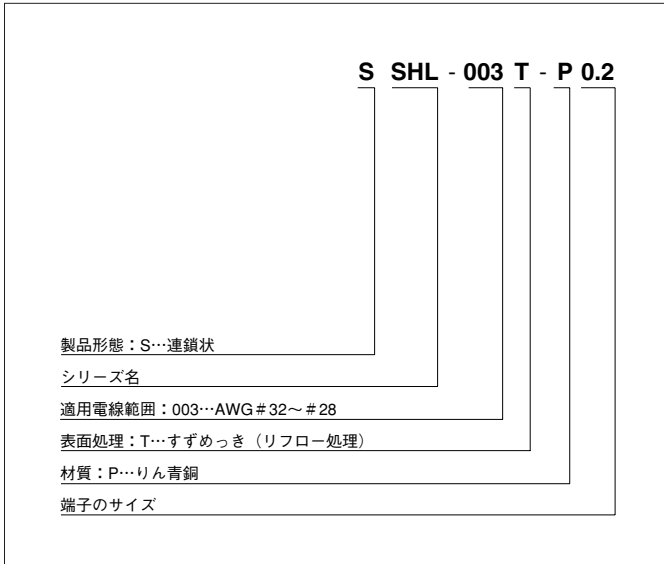 S SHL - 003 T - P 0.2
製品形態：S…連鎖状
シリーズ名
適用電線範囲：003…AWG＃32〜＃28
表面処理：T…すずめっき（リフロー処理）
材質：P…りん青銅
端子のサイズ